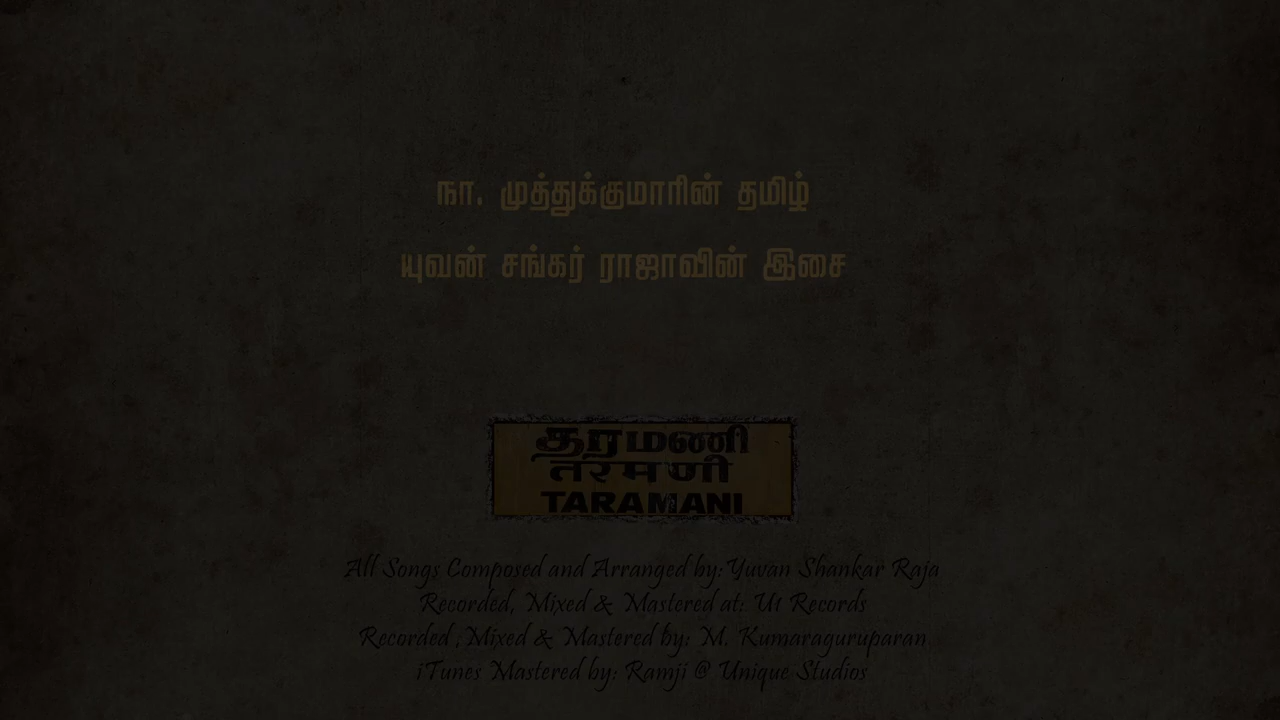 நா. முத்துக்குமாரின் தமிழ்
யுவன் சங்கர் ராஜாவின் இசை
தரமணி
तरमणी
TARAMANI
All Songs Composed and Arranged by: Yuvan Shankar Raja
Recorded, Mixed & Mastered at: U1 Records
Recorded , Mixed & Mastered by: M. Kumaraguruparan
iTunes Mastered by: Ramji @ Unique Studios